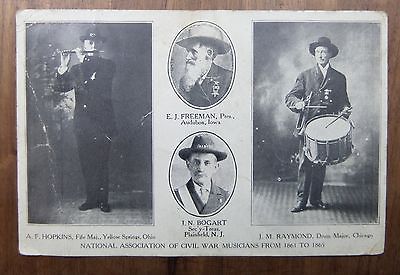 E. J. FREEMAN, Pres.,
Audubon, Iowa
I. N. BOGART
Sec'y-Treas.
Plainfield, N. J.
A. F. HOPKINS, Fife Maj., Yellow Springs, Ohio
J. M. RAYMOND, Drum Major, Chicago
NATIONAL ASSOCIATION OF CIVIL WAR MUSICIANS FROM 1861 TO 1865